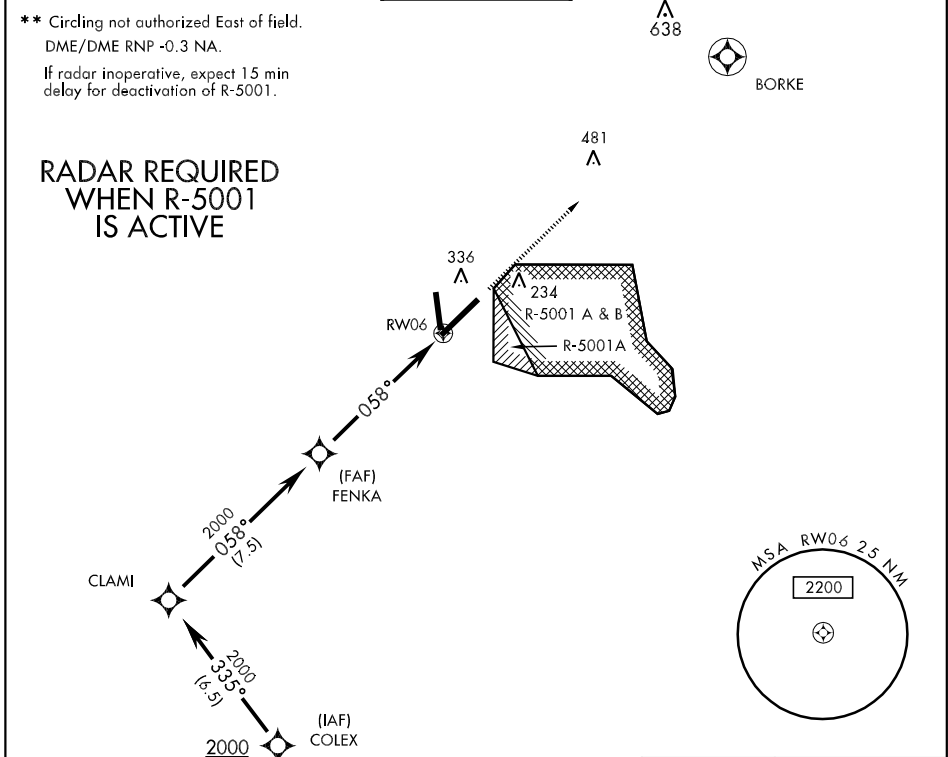 ** Circling not authorized East of field.
DME/DME RNP -0.3 NA.
If radar inoperative, expect 15 min
delay for deactivation of R-5001.
638
BORKE
RADAR REQUIRED
WHEN R-5001
IS ACTIVE
481
336
234
R-5001 A & B
RW06
R-5001A
058°
(FAF)
FENKA
2000
058°
(7.5)
CLAMI
MSA RW06 25 NM
2200
2000
335°
(6.5)
(IAF)
COLEX
2000